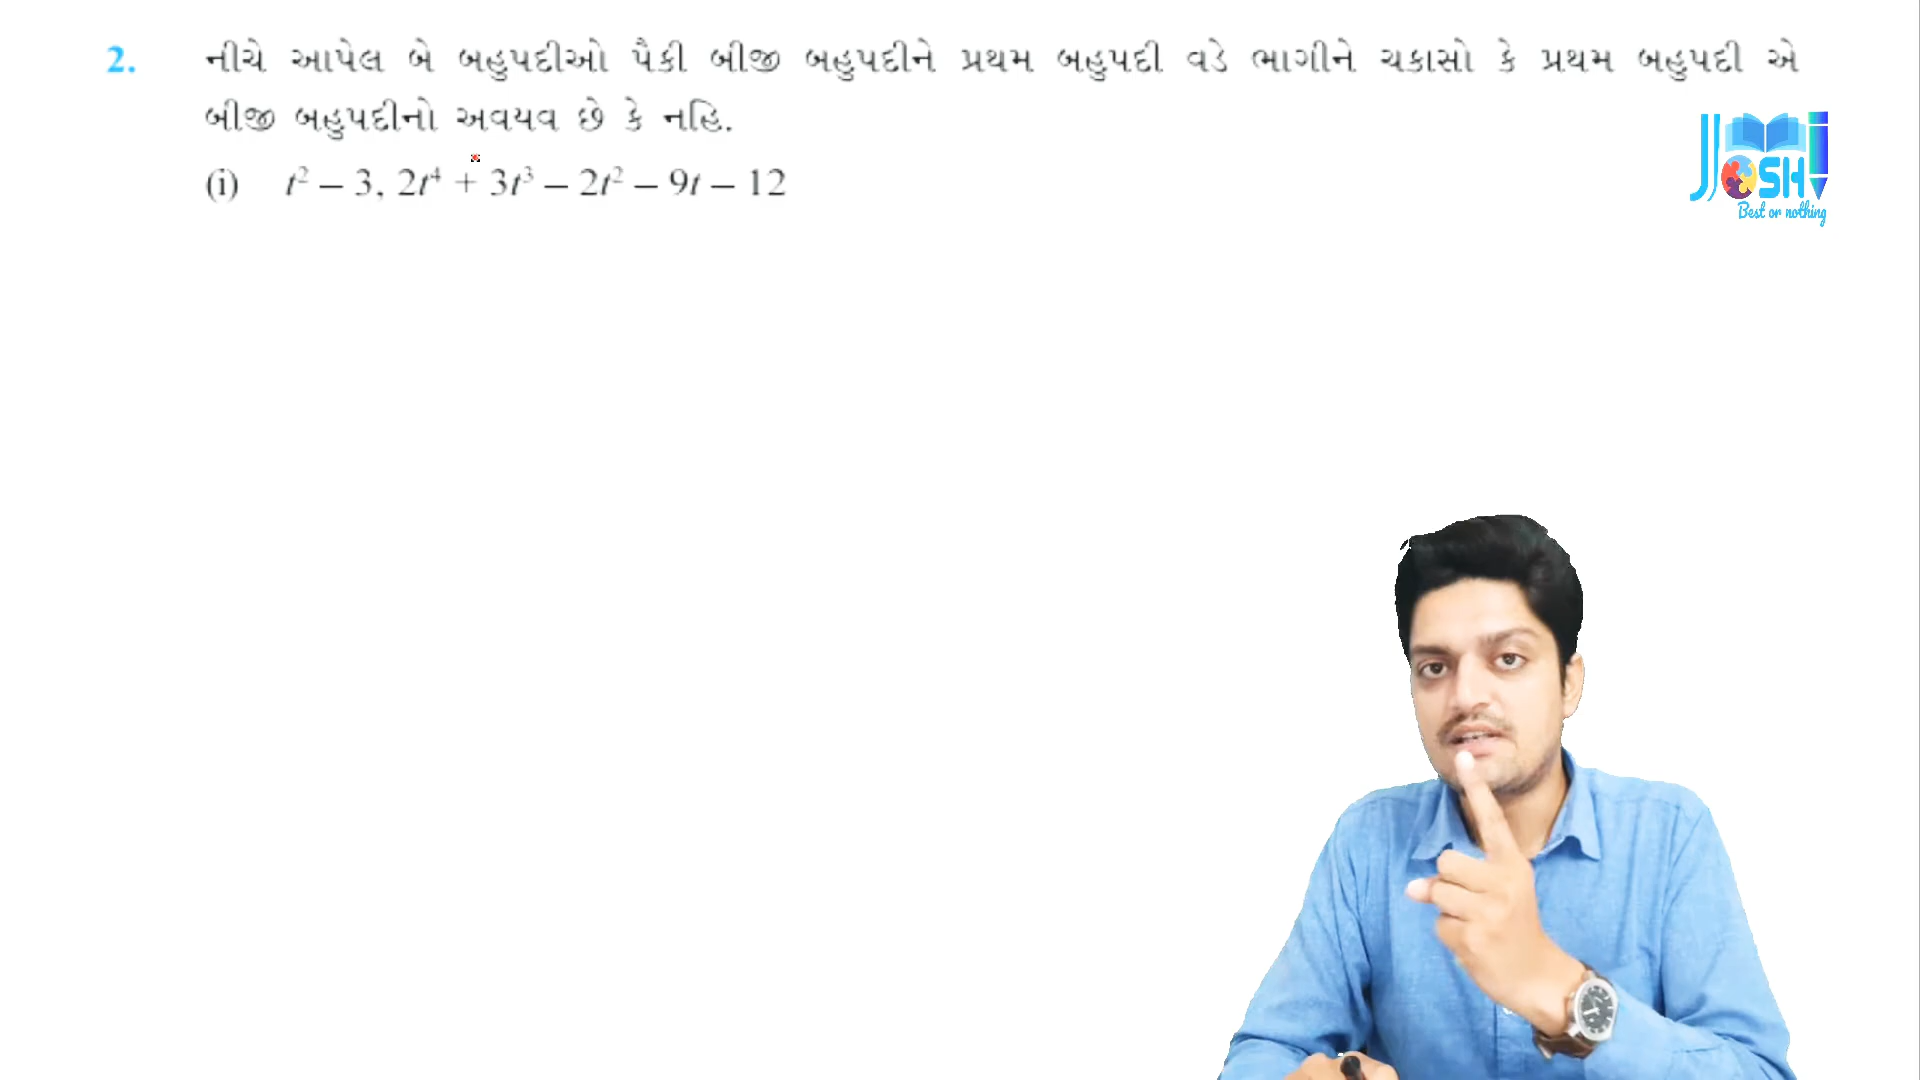 2. નીચે આપેલ બે બહુપદીઓ પૈકી બીજી બહુપદીને પ્રથમ બહુપદી વડે ભાગીને ચકાસો કે પ્રથમ બહુપદી એ
બીજી બહુપદીનો અવયવ છે કે નહિ.
(i) t² – 3, 2t⁴ + 3t³ – 2t² – 9t – 12
JOSHI
Best or nothing